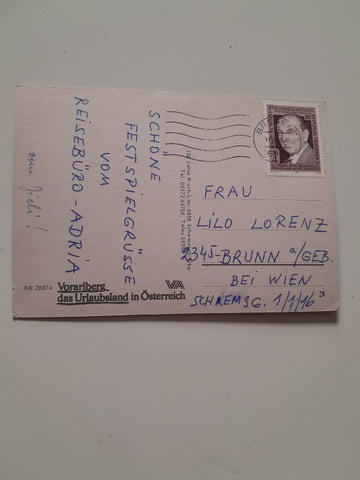 SCHÖNE
FESTSPIELGRÜSSE
VOM
REISEBÜRO-ADRIA
FRAU
LILO LORENZ
2345-BRUNN a/GEB.
BEI WIEN
SCHREMSG. 1/1/16
BR 28874
Vorarlberg
das Urlaubsland in Österreich